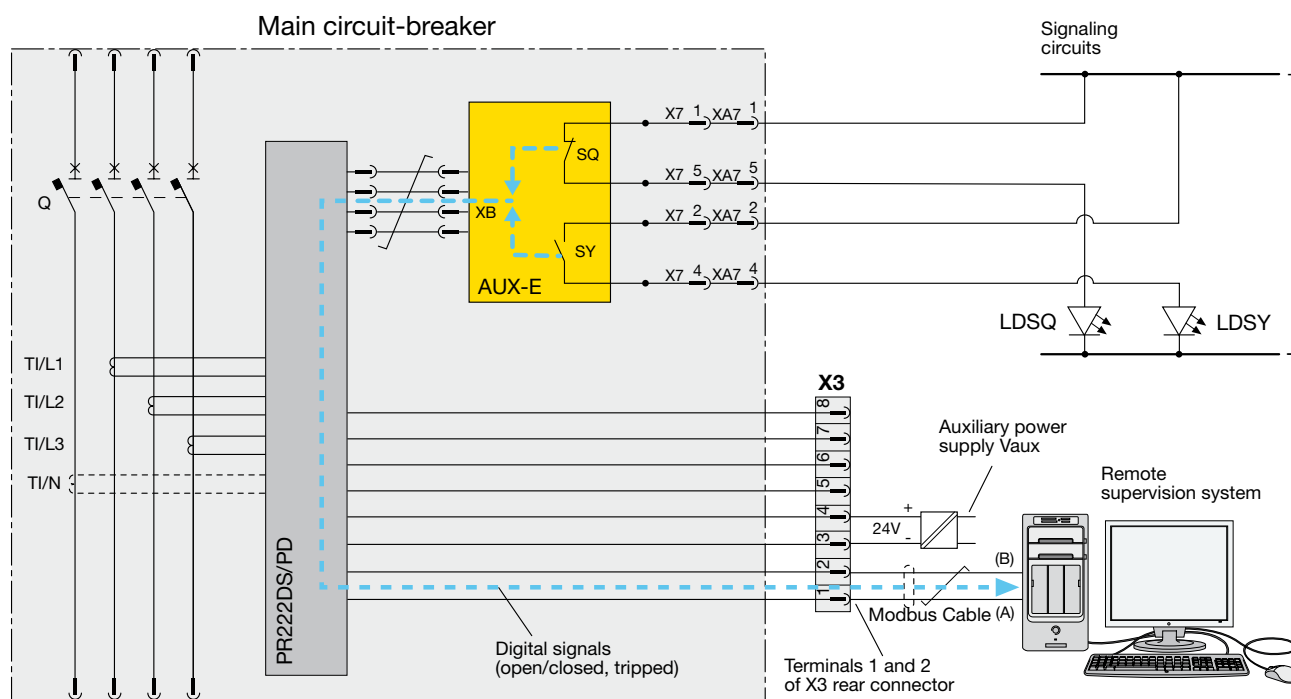 Main circuit-breaker
Signaling
circuits
X7 1 XA7 1
SQ
X7 5 XA7 5
Q
XB
X7 2 XA7 2
SY
X7 4 XA7 4
AUX-E
LDSQ
LDSY
TI/L1
TI/L2
TI/L3
TI/N
PR222DS/PD
X3
8
7
6
5
4
3
2
1
Auxiliary power
supply Vaux
+
24V
-
Remote
supervision system
(B)
Modbus Cable (A)
Digital signals
(open/closed, tripped)
Terminals 1 and 2
of X3 rear connector